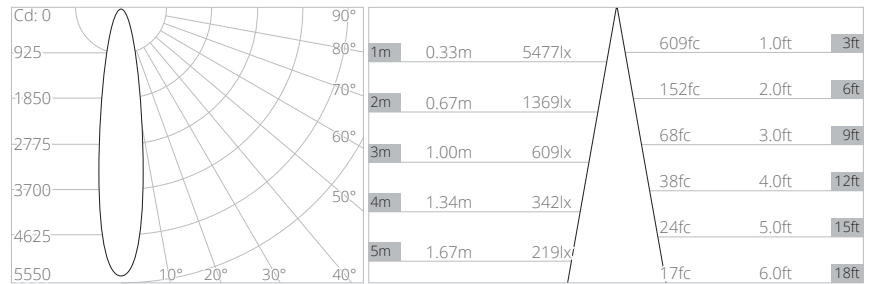 Cd: 0
925
1850
2775
3700
4625
5550
90°
80°
70°
60°
50°
10° 20° 30° 40°
1m 0.33m 5477lx
2m 0.67m 1369lx
3m 1.00m 609lx
4m 1.34m 342lx
5m 1.67m 219lx
609fc 1.0ft 3ft
152fc 2.0ft 6ft
68fc 3.0ft 9ft
38fc 4.0ft 12ft
24fc 5.0ft 15ft
17fc 6.0ft 18ft